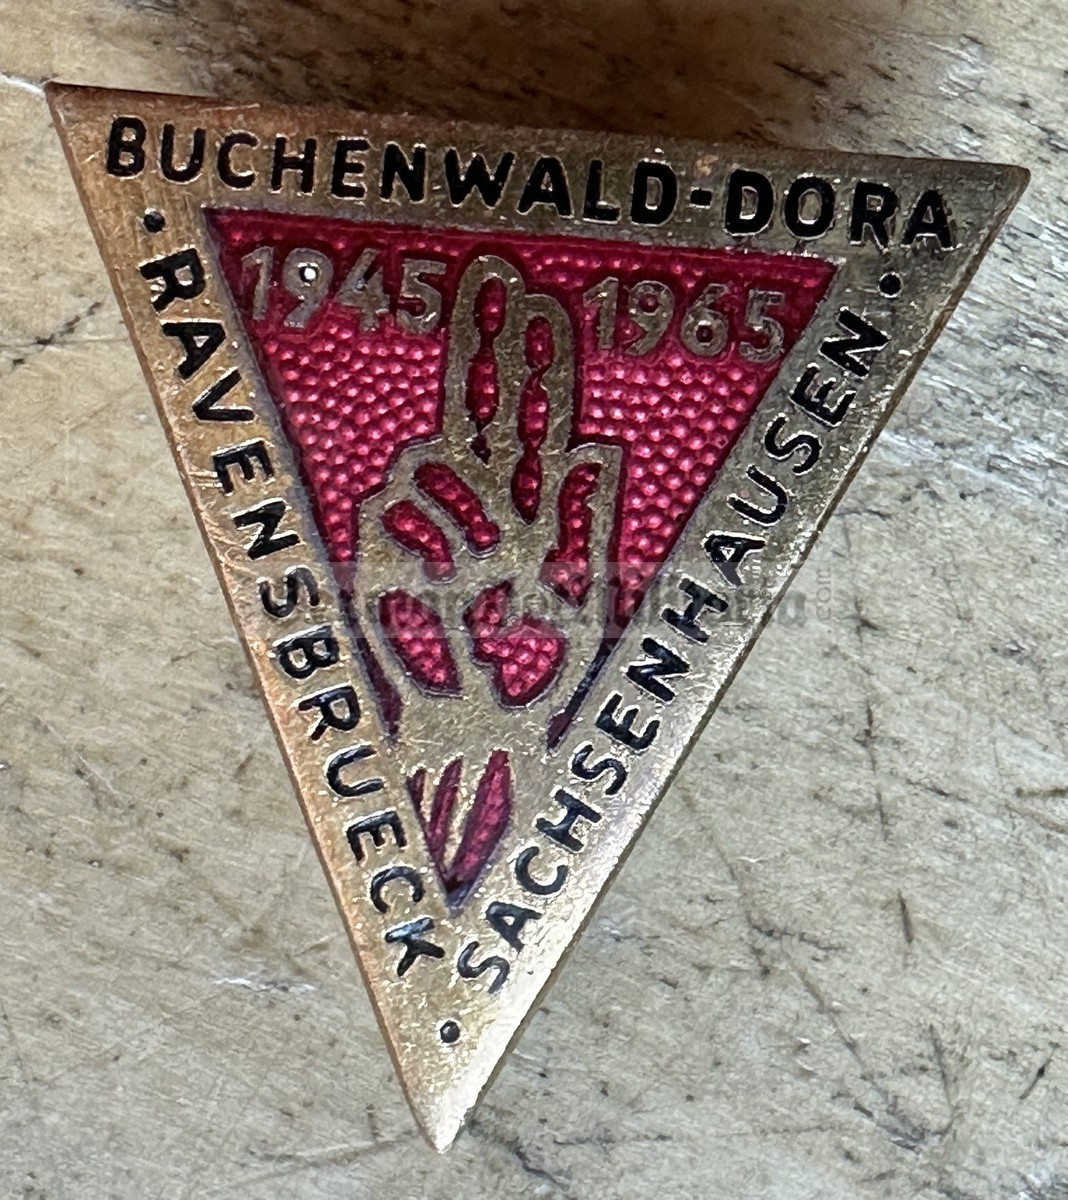 BUCHENWALD-DORA
1945 1965
· RAVENSBRUECK ·
SACHSENHAUSEN ·